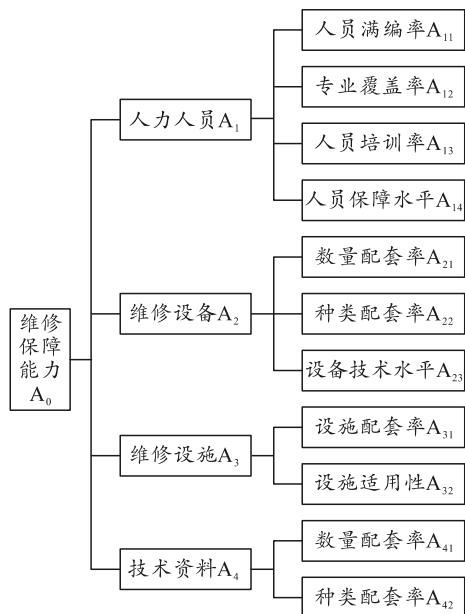 维修
保障
能力
A₀
人力人员A₁
人员满编率A₁₁
专业覆盖率A₁₂
人员培训率A₁₃
人员保障水平A₁₄
维修设备A₂
数量配套率A₂₁
种类配套率A₂₂
设备技术水平A₂₃
维修设施A₃
设施配套率A₃₁
设施适用性A₃₂
技术资料A₄
数量配套率A₄₁
种类配套率A₄₂